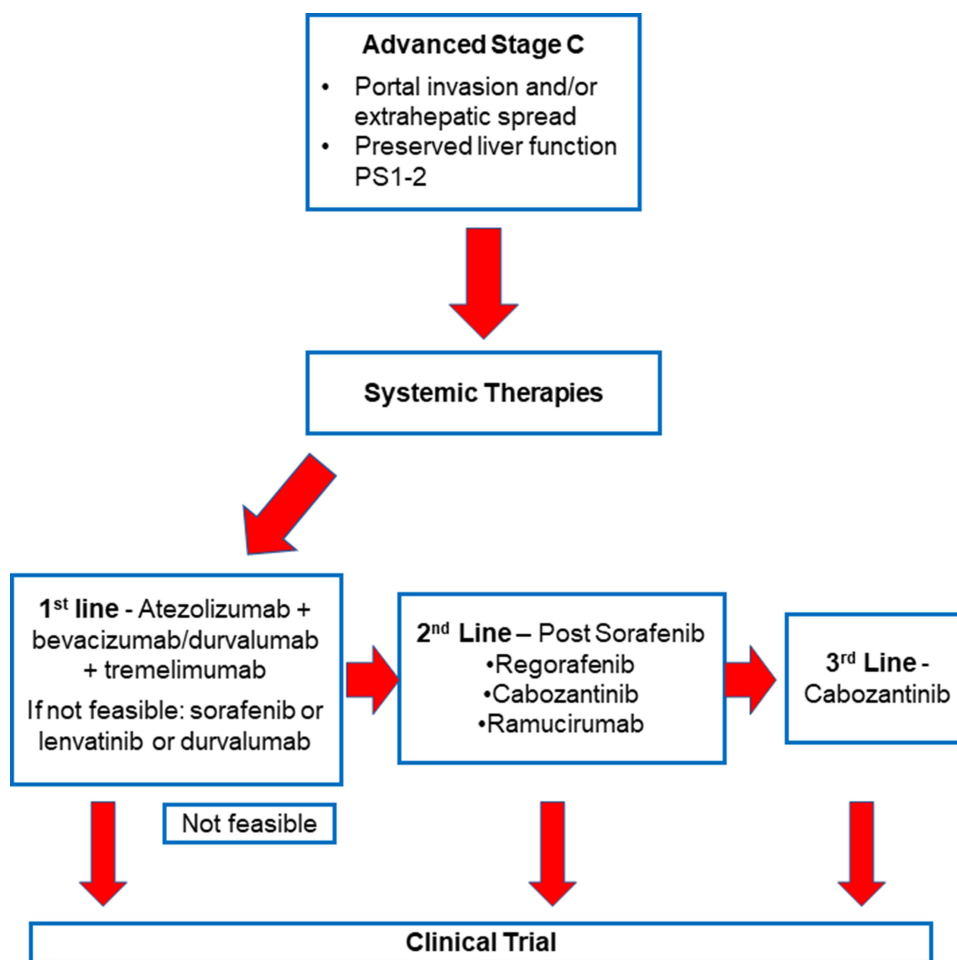 Advanced Stage C
• Portal invasion and/or
extrahepatic spread
• Preserved liver function
PS1-2
Systemic Therapies
1st line - Atezolizumab +
bevacizumab/durvalumab
+ tremelimumab
If not feasible: sorafenib or
lenvatinib or durvalumab
2nd Line – Post Sorafenib
•Regorafenib
•Cabozantinib
•Ramucirumab
3rd Line -
Cabozantinib
Not feasible
Clinical Trial